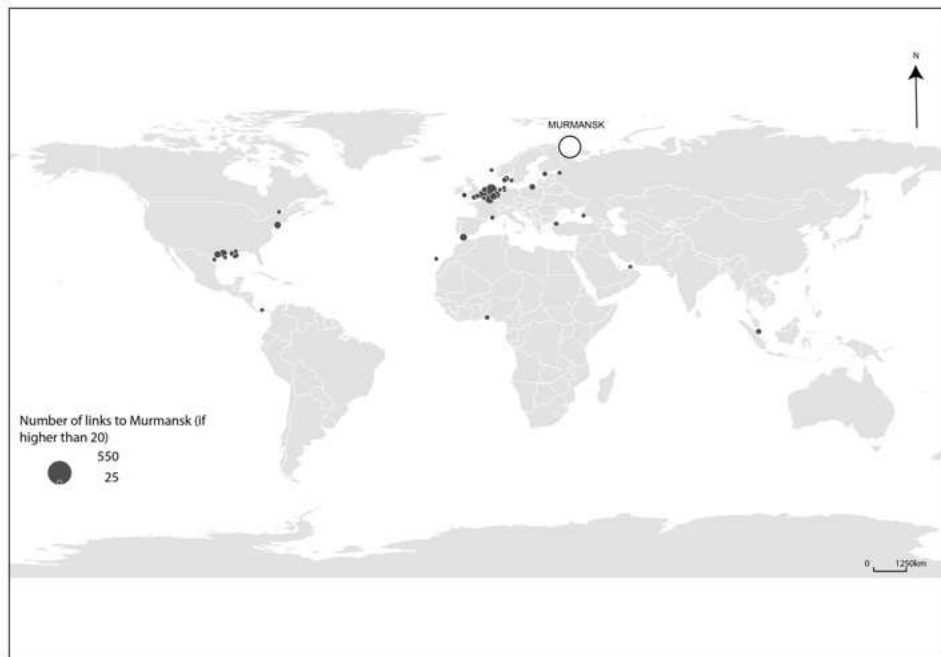 N
MURMANSK
Number of links to Murmansk (if
higher than 20)
550
25
0 1250km